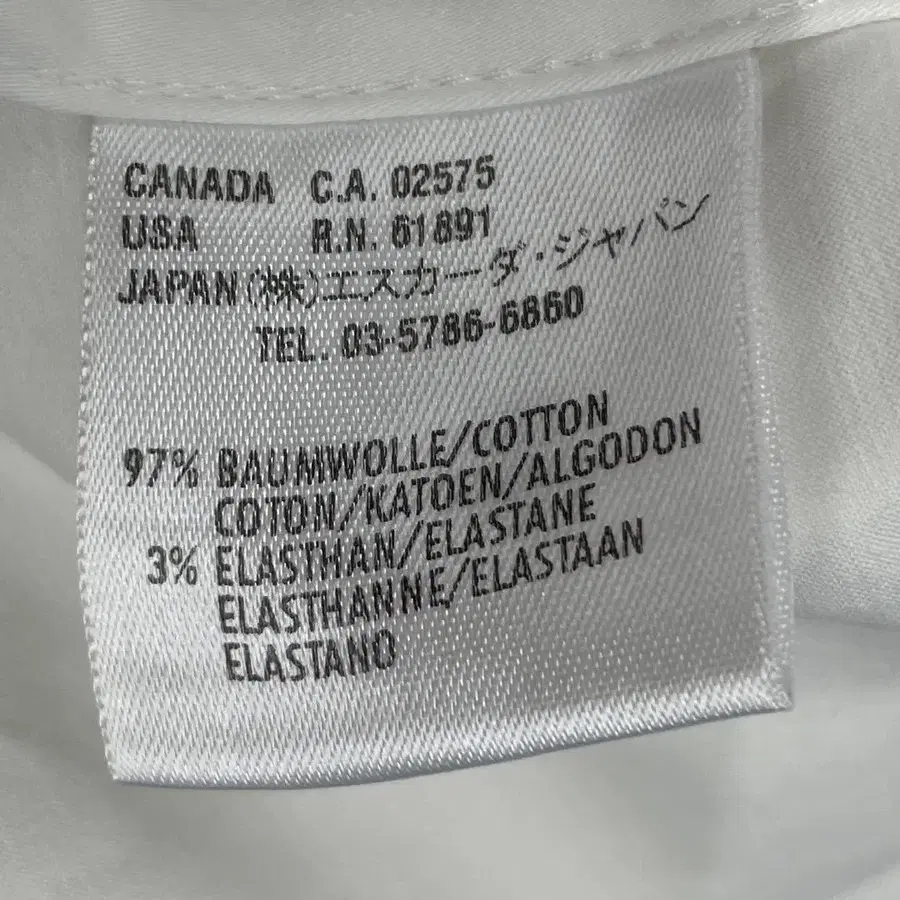 CANADA C.A. 02575
USA R.N. 61891
JAPAN (株)エスカーダ・ジャパン
TEL. 03-5786-6860
97% BAUMWOLLE/COTTON
COTON/KATOEN/ALGODON
3% ELASTHAN/ELASTANE
ELASTHANNE/ELASTAAN
ELASTANO